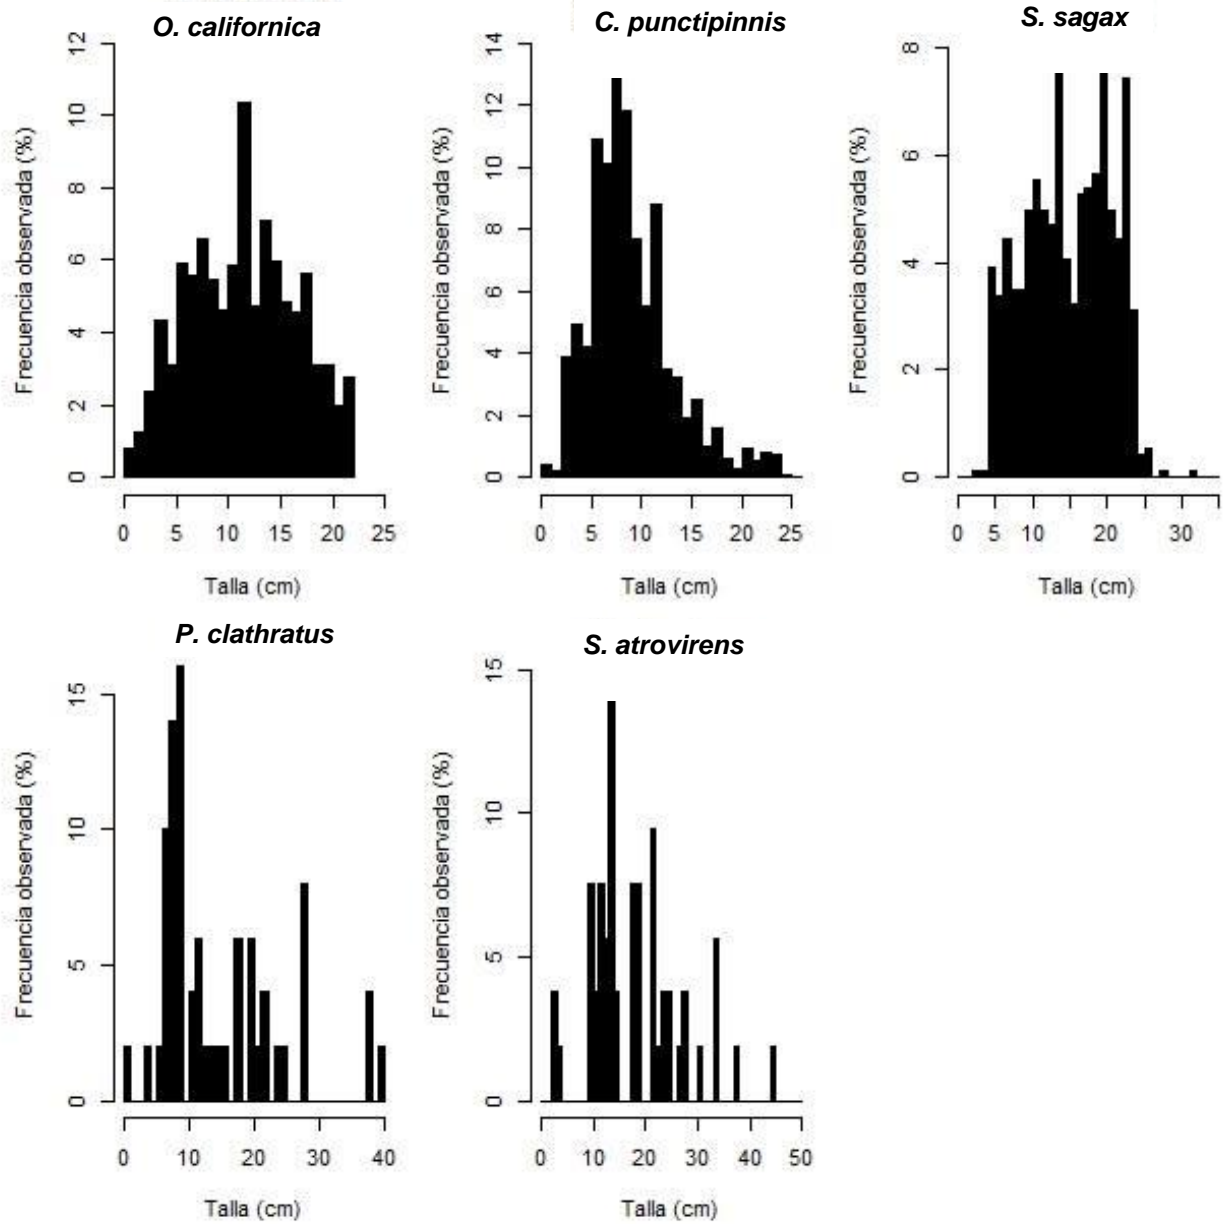 O. californica
12
10
8
6
4
2
0
Frecuencia observada (%)
0 5 10 15 20 25
Talla (cm)
C. punctipinnis
14
12
10
8
6
4
2
0
Frecuencia observada (%)
0 5 10 15 20 25
Talla (cm)
S. sagax
8
6
4
2
0
Frecuencia observada (%)
0 5 10 20 30
Talla (cm)
P. clathratus
15
10
5
0
Frecuencia observada (%)
0 10 20 30 40
Talla (cm)
S. atrovirens
15
10
5
0
Frecuencia observada (%)
0 10 20 30 40 50
Talla (cm)